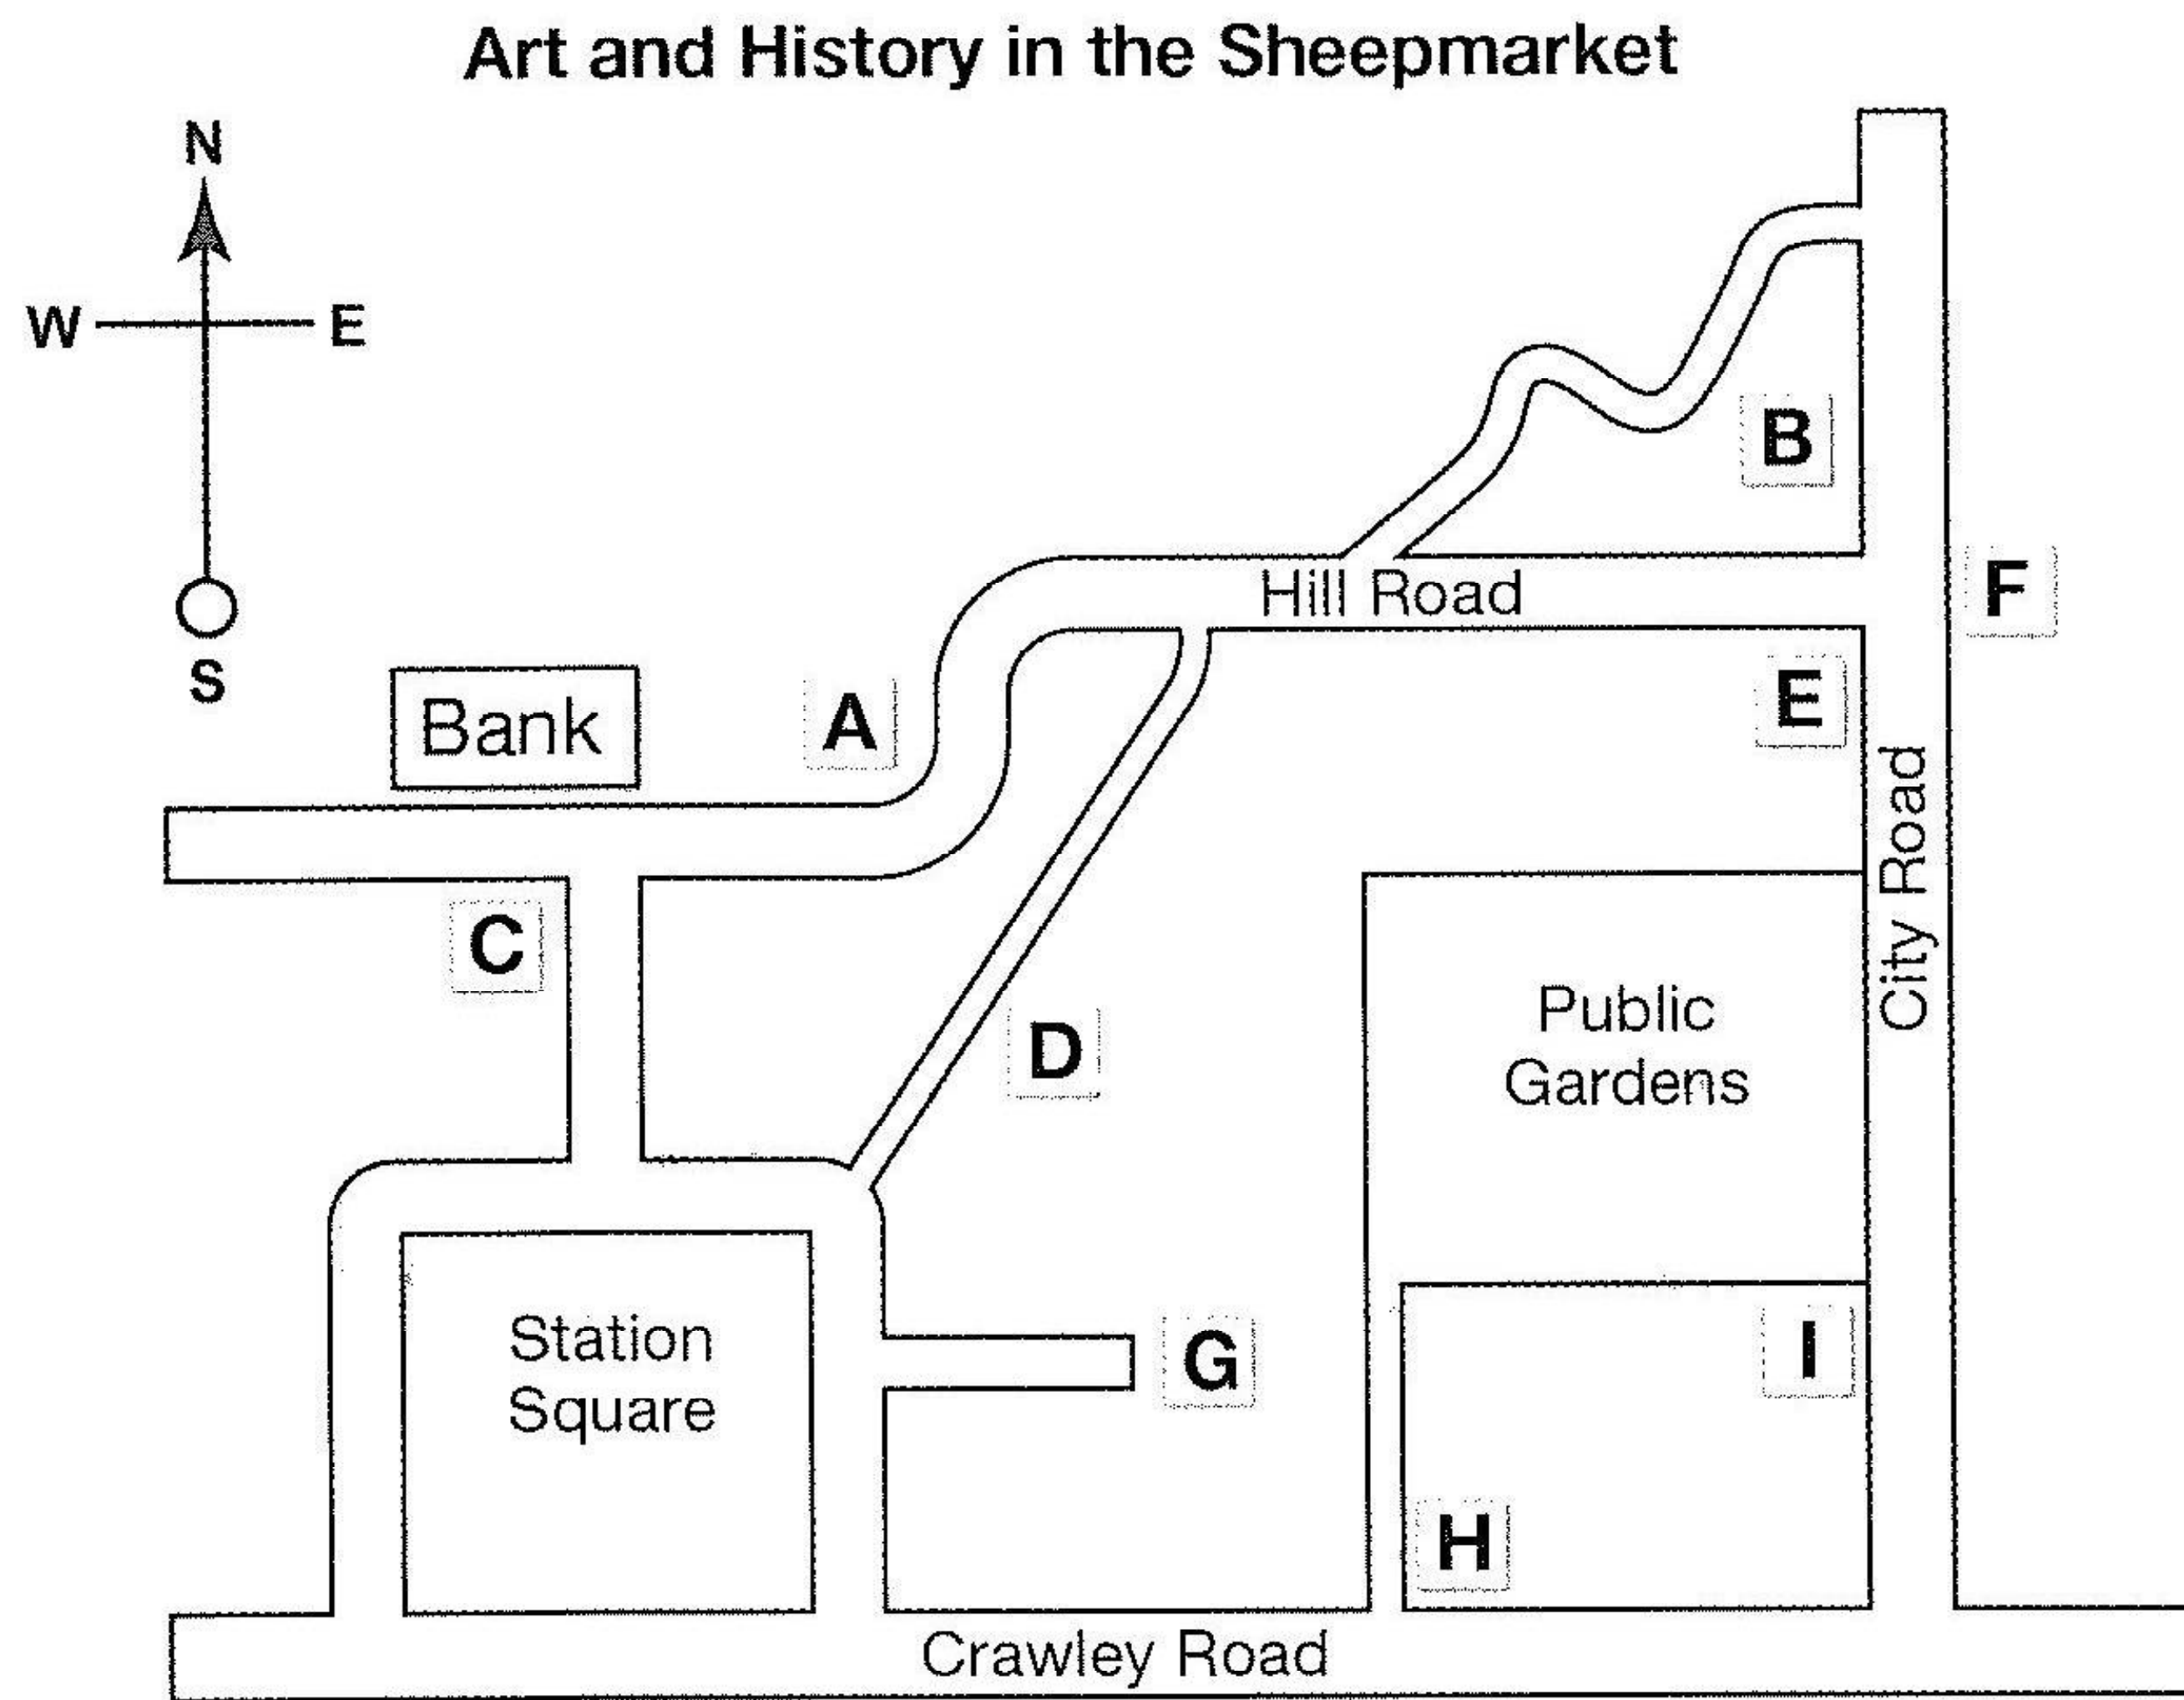 Art and History in the Sheepmarket
N
W
E
S
B
Hill Road
F
Bank
A
E
City Road
C
D
Public
Gardens
Station
Square
G
I
H
Crawley Road